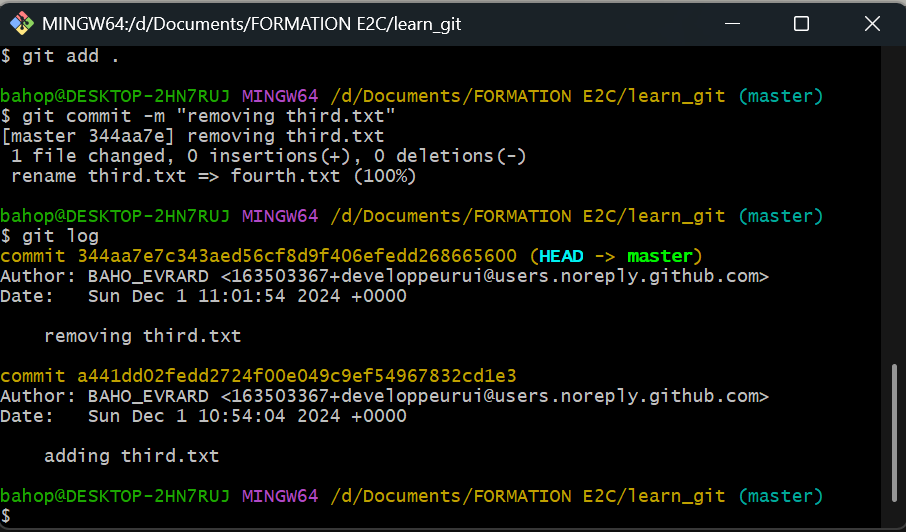 MINGW64:/d/Documents/FORMATION E2C/learn_git
$ git add .
bahop@DESKTOP-2HN7RUJ MINGW64 /d/Documents/FORMATION E2C/learn_git (master)
$ git commit -m "removing third.txt"
[master 344aa7e] removing third.txt
 1 file changed, 0 insertions(+), 0 deletions(-)
 rename third.txt => fourth.txt (100%)
bahop@DESKTOP-2HN7RUJ MINGW64 /d/Documents/FORMATION E2C/learn_git (master)
$ git log
commit 344aa7e7c343aed56cf8d9f406efedd268665600 (HEAD -> master)
Author: BAHO_EVRARD <163503367+developpeurui@users.noreply.github.com>
Date:   Sun Dec 1 11:01:54 2024 +0000
    removing third.txt
commit a441dd02fedd2724f00e049c9ef54967832cd1e3
Author: BAHO_EVRARD <163503367+developpeurui@users.noreply.github.com>
Date:   Sun Dec 1 10:54:04 2024 +0000
    adding third.txt
bahop@DESKTOP-2HN7RUJ MINGW64 /d/Documents/FORMATION E2C/learn_git (master)
$